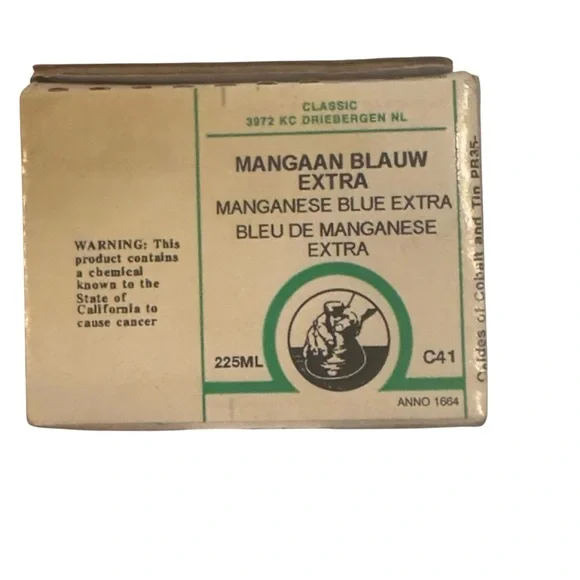 CLASSIC
3972 KC DRIEBERGEN NL
MANGAAN BLAUW
EXTRA
MANGANESE BLUE EXTRA
BLEU DE MANGANESE
EXTRA
225ML
C41
ANNO 1664
WARNING: This
product contains
a chemical
known to the
State of
California to
cause cancer
Oxides of Cobalt and Tin PB35-